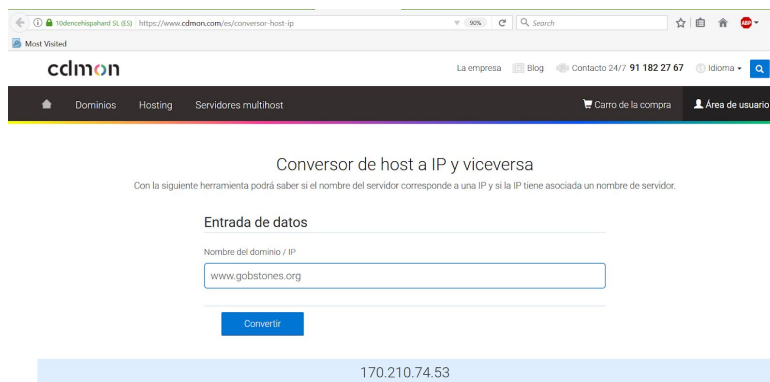 10dencehispahard SL (ES) https://www.cdmon.com/es/conversor-host-ip 90% Search ABP
Most Visited
cdmon La empresa Blog Contacto 24/7 91 182 27 67 Idioma
Dominios Hosting Servidores multihost Carro de la compra Área de usuario
Conversor de host a IP y viceversa
Con la siguiente herramienta podrá saber si el nombre del servidor corresponde a una IP y si la IP tiene asociada un nombre de servidor.
Entrada de datos
Nombre del dominio / IP
www.gobstones.org
Convertir
170.210.74.53